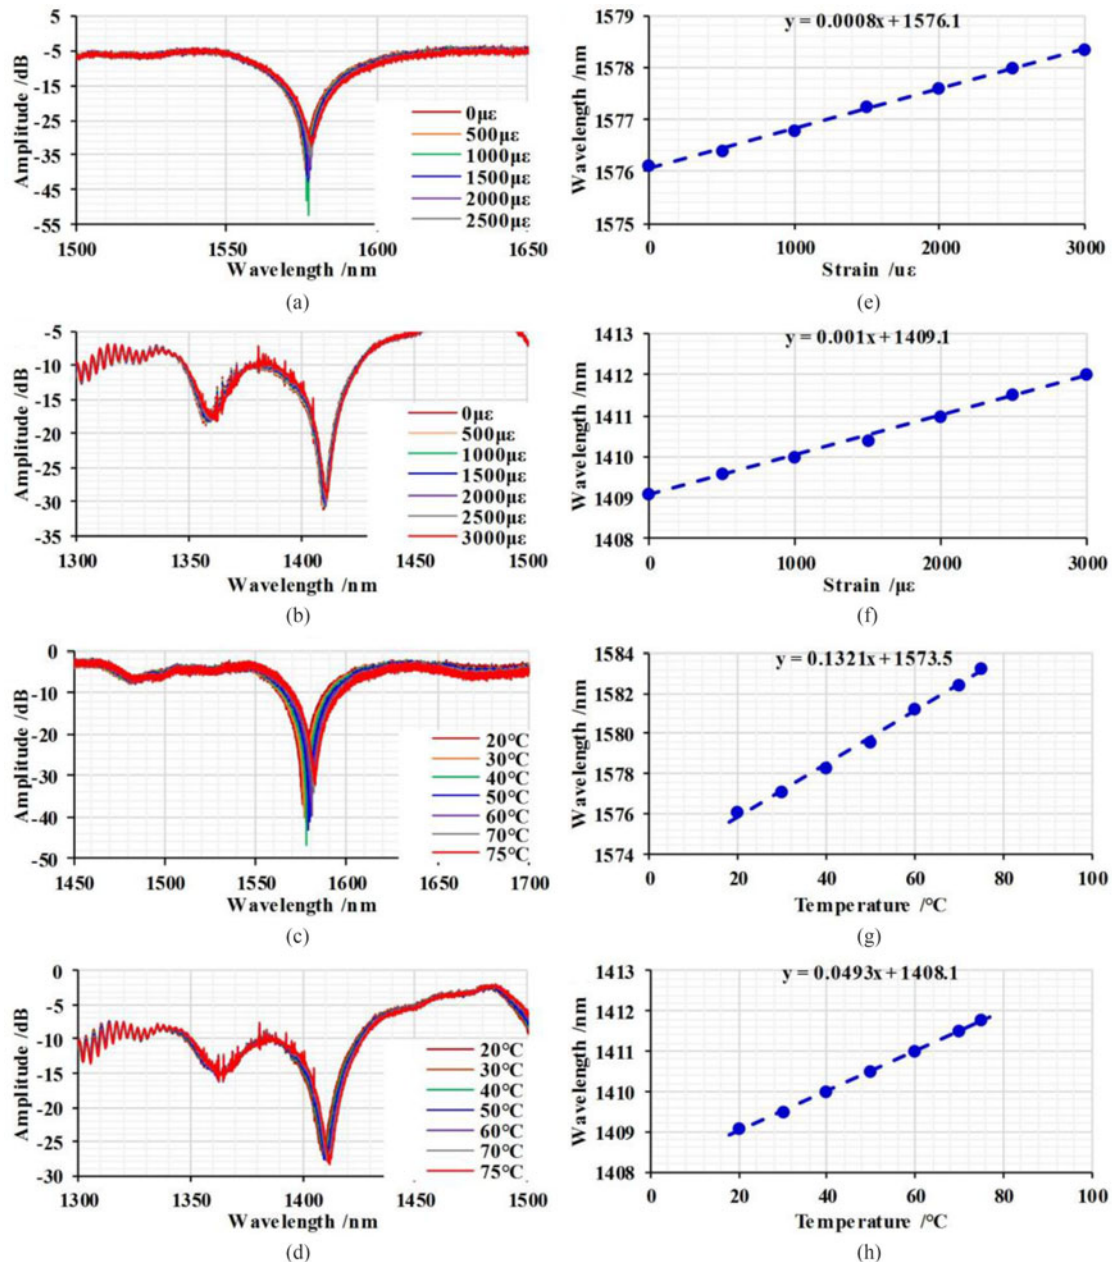 5
-5
-15
-25
-35
-45
-55
Amplitude /dB
0με
500με
1000με
1500με
2000με
2500με
1500 1550 1600 1650
Wavelength /nm
(a)
y = 0.0008x + 1576.1
1579
1578
1577
1576
1575
Wavelength /nm
0 1000 2000 3000
Strain /uε
(e)
-5
-10
-15
-20
-25
-30
-35
Amplitude /dB
0με
500με
1000με
1500με
2000με
2500με
3000με
1300 1350 1400 1450 1500
Wavelength /nm
(b)
y = 0.001x + 1409.1
1413
1412
1411
1410
1409
1408
Wavelength /nm
0 1000 2000 3000
Strain /με
(f)
0
-10
-20
-30
-40
-50
Amplitude /dB
20°C
30°C
40°C
50°C
60°C
70°C
75°C
1450 1500 1550 1600 1650 1700
Wavelength /nm
(c)
y = 0.1321x + 1573.5
1584
1582
1580
1578
1576
1574
Wavelength /nm
0 20 40 60 80 100
Temperature /°C
(g)
0
-5
-10
-15
-20
-25
-30
Amplitude /dB
20°C
30°C
40°C
50°C
60°C
70°C
75°C
1300 1350 1400 1450 1500
Wavelength /nm
(d)
y = 0.0493x + 1408.1
1413
1412
1411
1410
1409
1408
Wavelength /nm
0 20 40 60 80 100
Temperature /°C
(h)